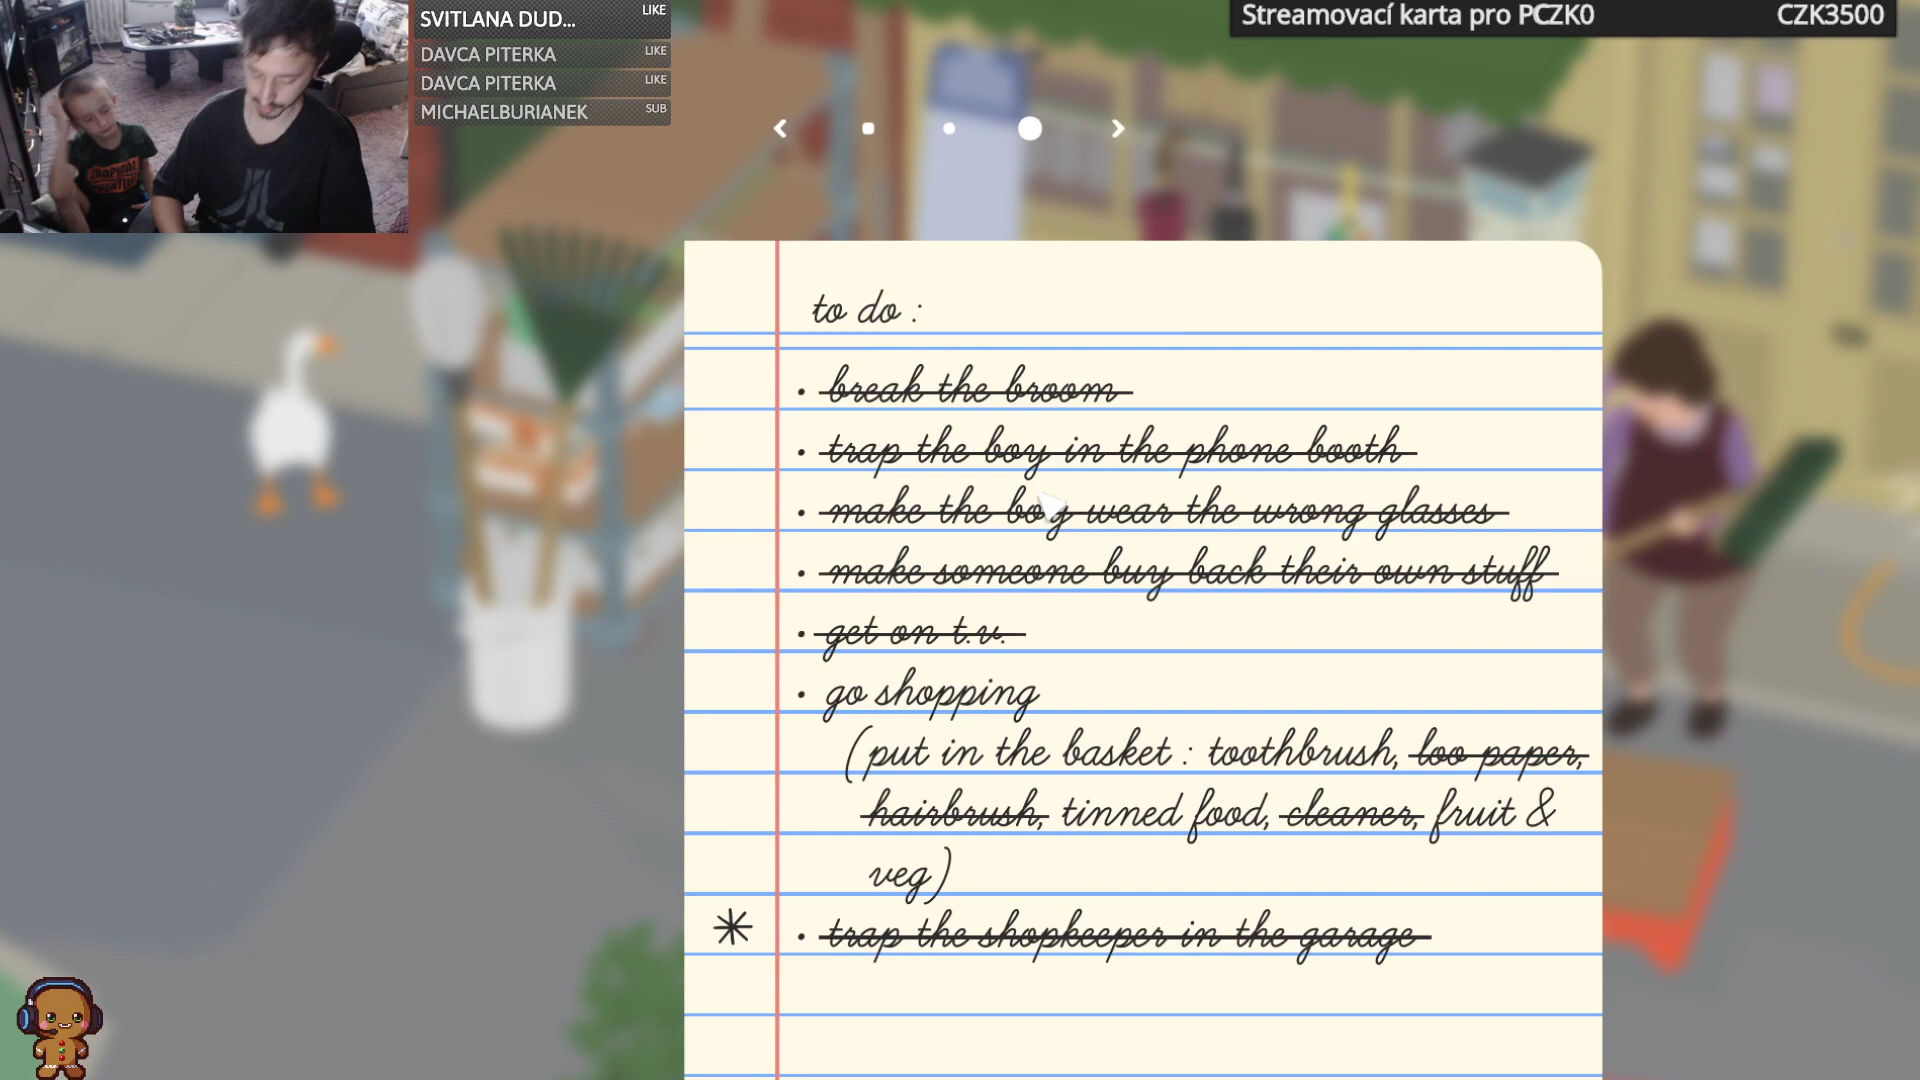 SVITLANA DUD... LIKE
DAVCA PITERKA LIKE
DAVCA PITERKA LIKE
MICHAELBURIANEK SUB
Streamovací karta pro PCZK0 CZK3500
to do :
• break the broom
• trap the boy in the phone booth
• make the boy wear the wrong glasses
• make someone buy back their own stuff
• get on t.v.
• go shopping
(put in the basket : toothbrush, loo paper,
hairbrush, tinned food, cleaner, fruit &
veg)
* • trap the shopkeeper in the garage